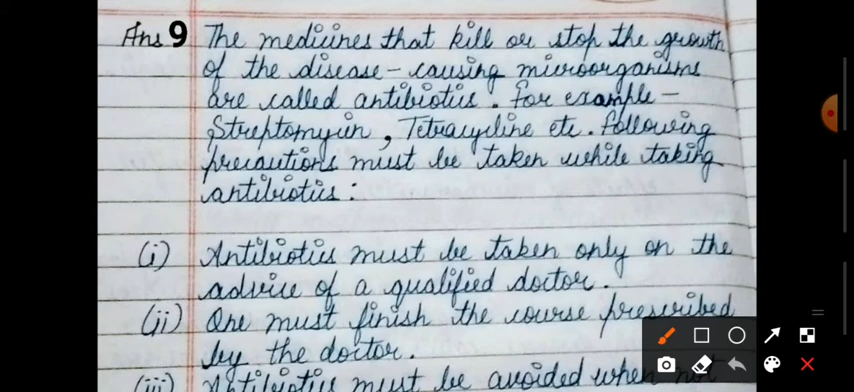 Ans 9 The medicines that kill or stop the growth
of the disease - causing microorganisms
are called antibiotics. For example -
Streptomycin, Tetracycline etc. Following
precautions must be taken while taking
antibiotics :
(i) Antibiotics must be taken only on the
advice of a qualified doctor.
(ii) One must finish the course prescribed
by the doctor.
(iii) Antibiotics must be avoided when not